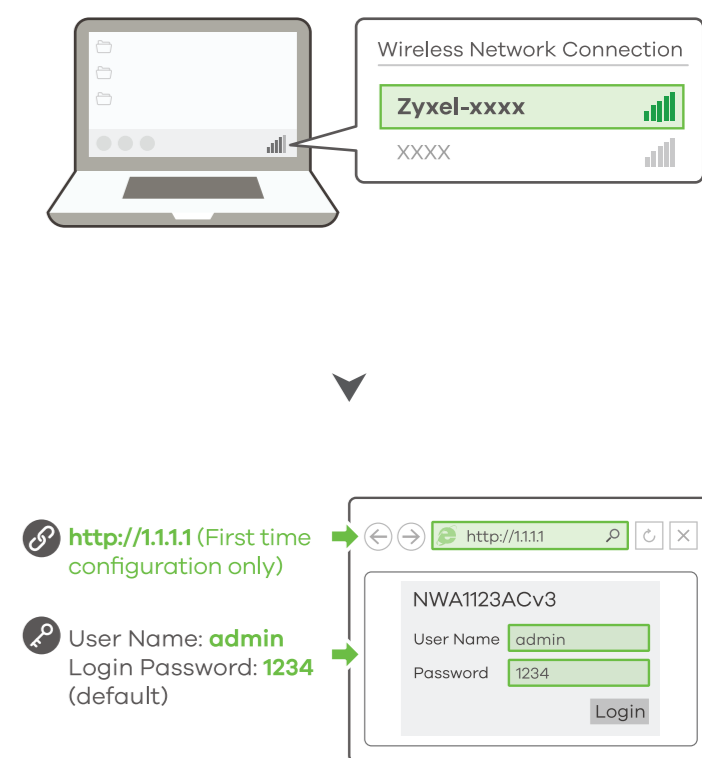 Wireless Network Connection
Zyxel-xxxx
XXXX
http://1.1.1.1 (First time
configuration only)
User Name: admin
Login Password: 1234
(default)
http://1.1.1.1
NWA1123ACv3
User Name admin
Password 1234
Login